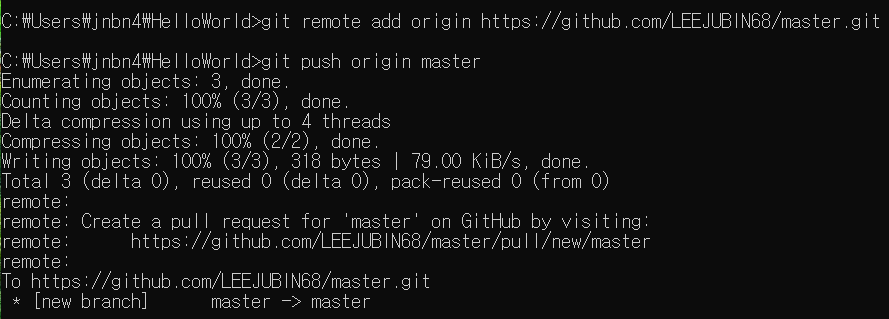 C:₩Users₩jnbn4₩HelloWorld>git remote add origin https://github.com/LEEJUBIN68/master.git
C:₩Users₩jnbn4₩HelloWorld>git push origin master
Enumerating objects: 3, done.
Counting objects: 100% (3/3), done.
Delta compression using up to 4 threads
Compressing objects: 100% (2/2), done.
Writing objects: 100% (3/3), 318 bytes | 79.00 KiB/s, done.
Total 3 (delta 0), reused 0 (delta 0), pack-reused 0 (from 0)
remote:
remote: Create a pull request for 'master' on GitHub by visiting:
remote:      https://github.com/LEEJUBIN68/master/pull/new/master
remote:
To https://github.com/LEEJUBIN68/master.git
 * [new branch]      master -> master